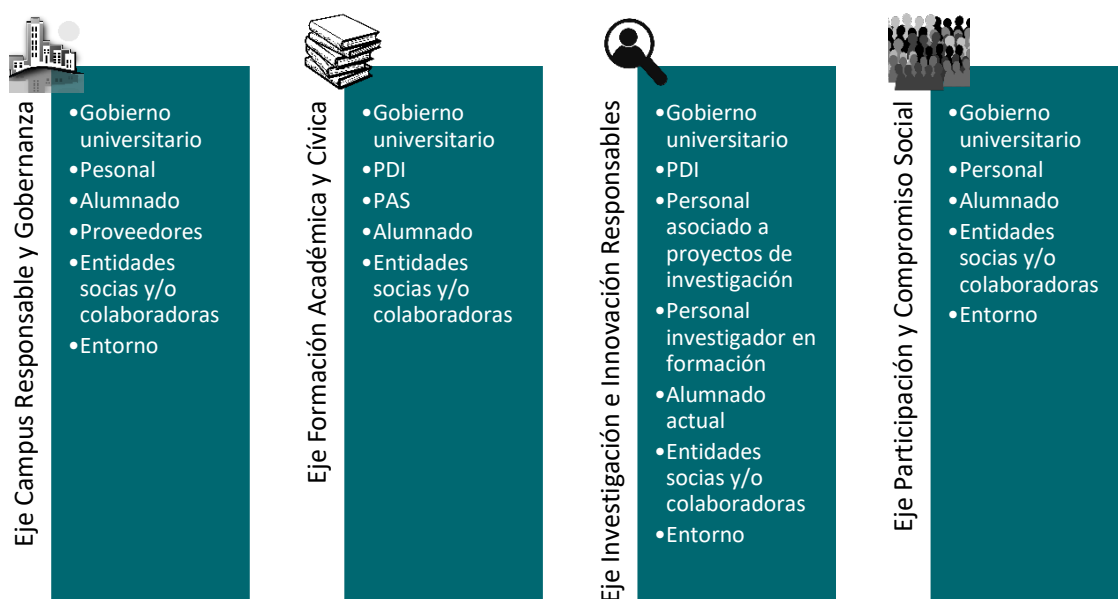 Eje Campus Responsable y Gobernanza
•Gobierno
universitario
•Pesonal
•Alumnado
•Proveedores
•Entidades
socias y/o
colaboradoras
•Entorno
Eje Formación Académica y Cívica
•Gobierno
universitario
•PDI
•PAS
•Alumnado
•Entidades
socias y/o
colaboradoras
Eje Investigación e Innovación Responsables
•Gobierno
universitario
•PDI
•Personal
asociado a
proyectos de
investigación
•Personal
investigador en
formación
•Alumnado
actual
•Entidades
socias y/o
colaboradoras
•Entorno
Eje Participación y Compromiso Social
•Gobierno
universitario
•Personal
•Alumnado
•Entidades
socias y/o
colaboradoras
•Entorno